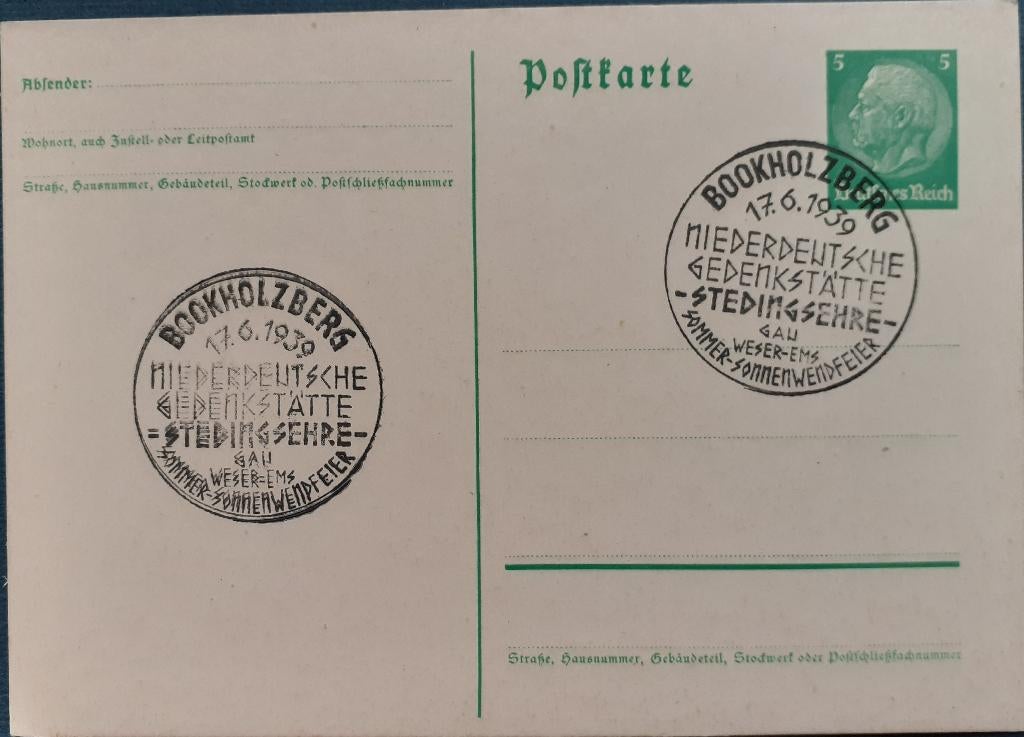 Absender:
Wohnort, auch Zustell- oder Leitpostamt
Straße, Hausnummer, Gebäudeteil, Stockwerk od. Postschließfachnummer
BOOKHOLZBERG
17.6.1939
NIEDERDEUTSCHE
GEDENKSTÄTTE
=STEDINGSEHRE-
GAU
WESER=EMS
SOMMER-SONNENWENDFEIER
Postkarte
5 5
Deutsches Reich
BOOKHOLZBERG
17.6.1939
NIEDERDEUTSCHE
GEDENKSTÄTTE
-STEDINGSEHRE-
GAU
WESER-EMS
SOMMER-SONNENWENDFEIER
Straße, Hausnummer, Gebäudeteil, Stockwerk oder Postschließfachnummer